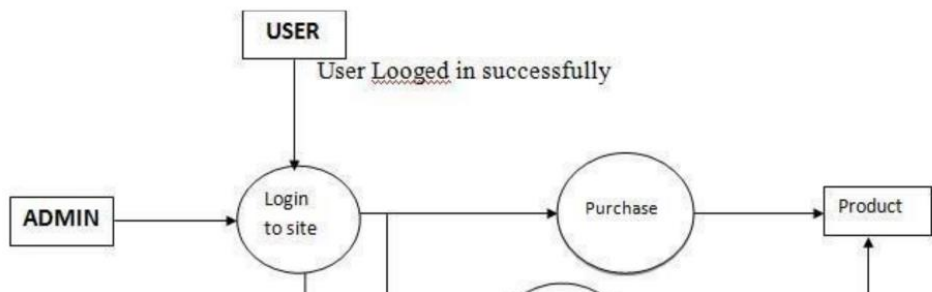 USER
User Looged in successfully
Login
to site
ADMIN
Purchase
Product